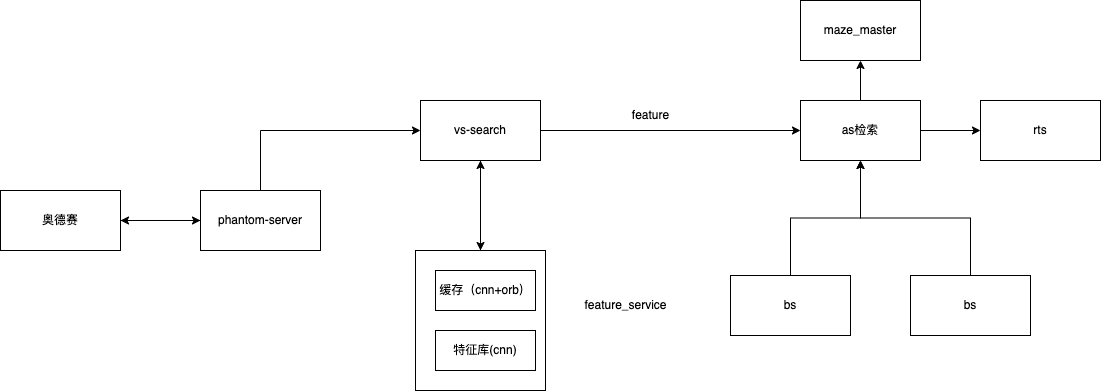 maze_master
vs-search
feature
as检索
rts
奥德赛
phantom-server
缓存（cnn+orb）
特征库(cnn)
feature_service
bs
bs